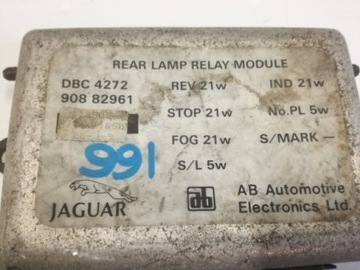 REAR LAMP RELAY MODULE
DBC 4272 REV 21w IND 21w
908 82961 STOP 21w No.PL 5w
FOG 21w S/MARK —
S/L 5w
991
JAGUAR
ab AB Automotive
Electronics Ltd.